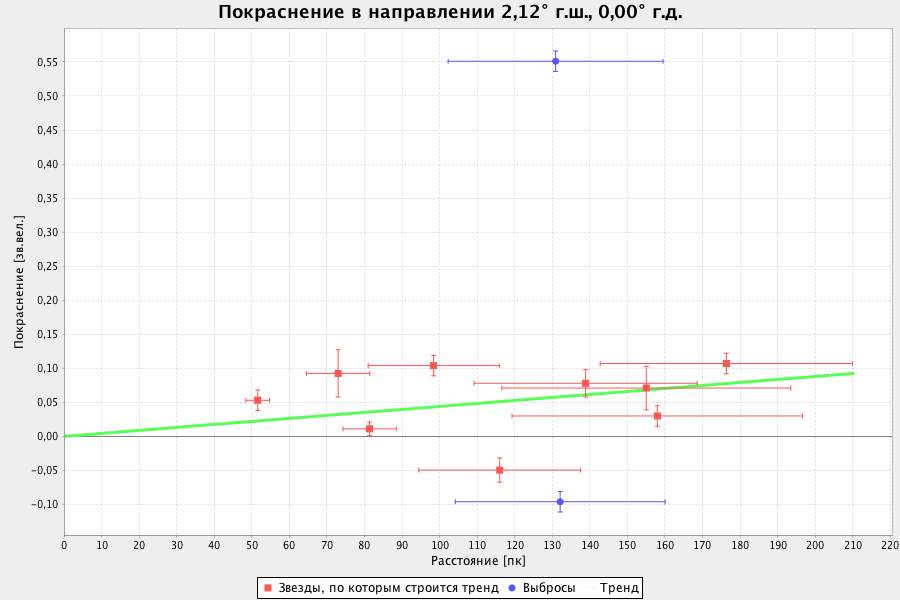 Покраснение в направлении 2,12° г.ш., 0,00° г.д.
Покраснение [зв.вел.]
0,55
0,50
0,45
0,40
0,35
0,30
0,25
0,20
0,15
0,10
0,05
0,00
−0,05
−0,10
0 10 20 30 40 50 60 70 80 90 100 110 120 130 140 150 160 170 180 190 200 210 220
Расстояние [пк]
Звезды, по которым строится тренд Выбросы Тренд